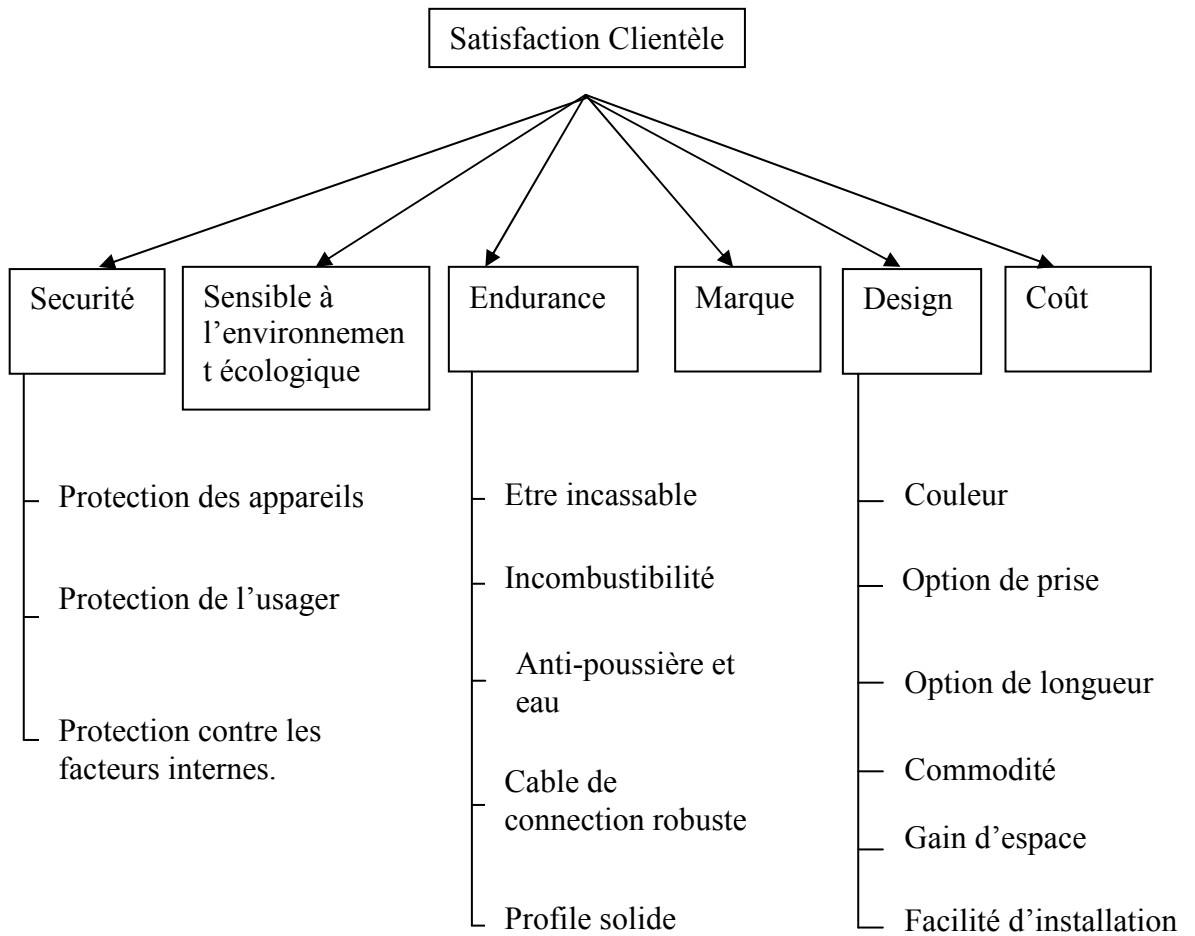 Satisfaction Clientèle
Securité
Sensible à
l’environnemen
t écologique
Endurance
Marque
Design
Coût
Protection des appareils
Protection de l’usager
Protection contre les
facteurs internes.
Etre incassable
Incombustibilité
Anti-poussière et
eau
Cable de
connection robuste
Profile solide
Couleur
Option de prise
Option de longueur
Commodité
Gain d’espace
Facilité d’installation